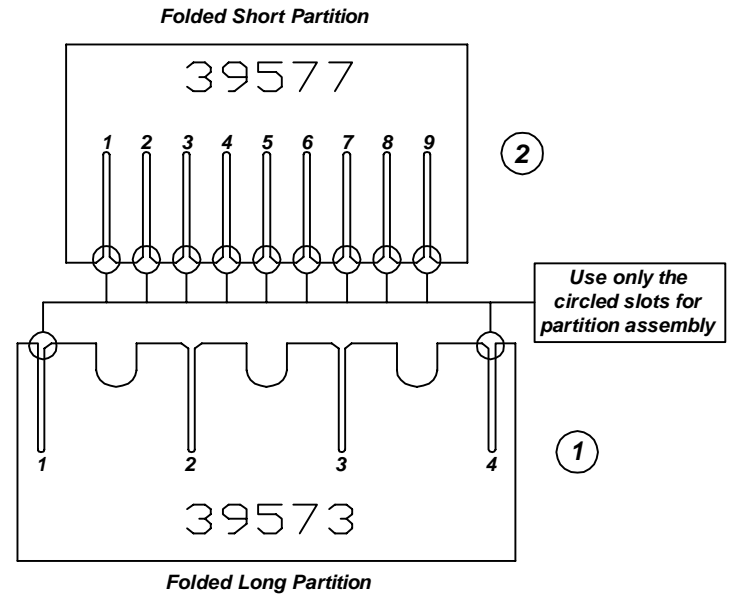 Folded Short Partition
39577
1 2 3 4 5 6 7 8 9
2
Use only the
circled slots for
partition assembly
1 2 3 4
1
39573
Folded Long Partition